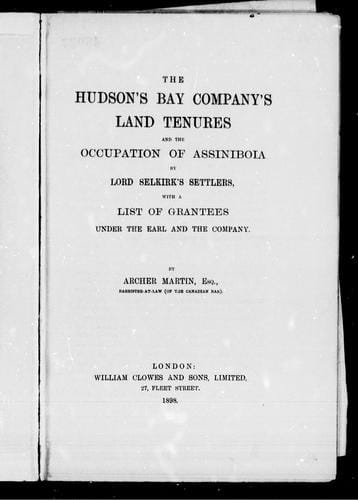 THE
HUDSON'S BAY COMPANY'S
LAND TENURES
AND THE
OCCUPATION OF ASSINIBOIA
BY
LORD SELKIRK'S SETTLERS,
WITH A
LIST OF GRANTEES
UNDER THE EARL AND THE COMPANY.
BY
ARCHER MARTIN, ESQ.,
BARRISTER-AT-LAW (OF THE CANADIAN BAR).
LONDON:
WILLIAM CLOWES AND SONS, LIMITED,
27, FLEET STREET.
1898.